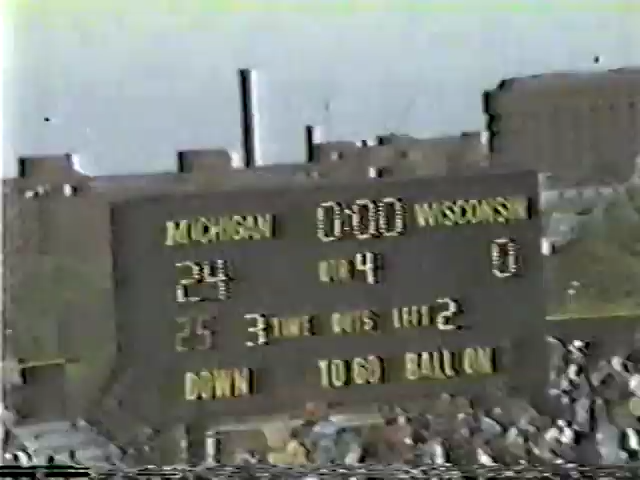 MICHIGAN 0:00 WISCONSIN
24 QTR 4 0
25 3 TIME OUTS LEFT 2
DOWN TO GO BALL ON